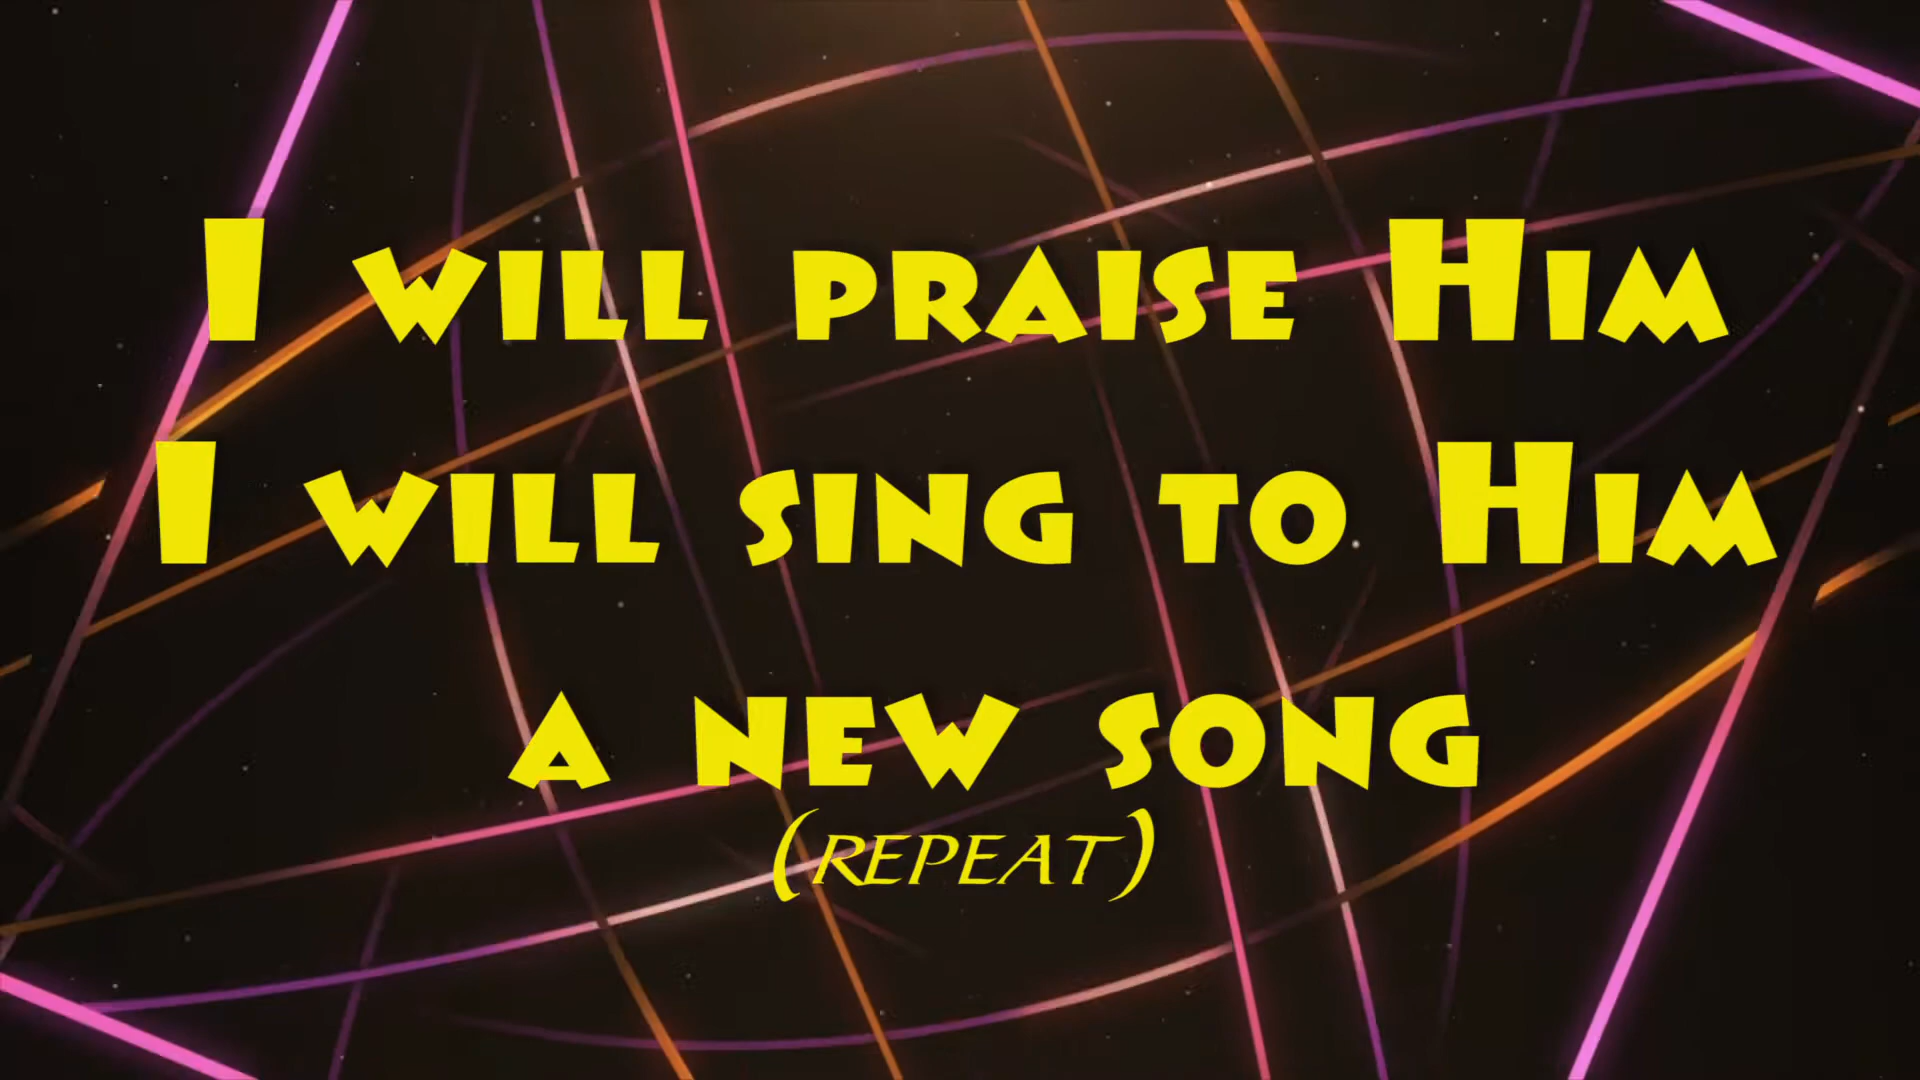 I will praise Him
I will sing to Him
a new song
(repeat)